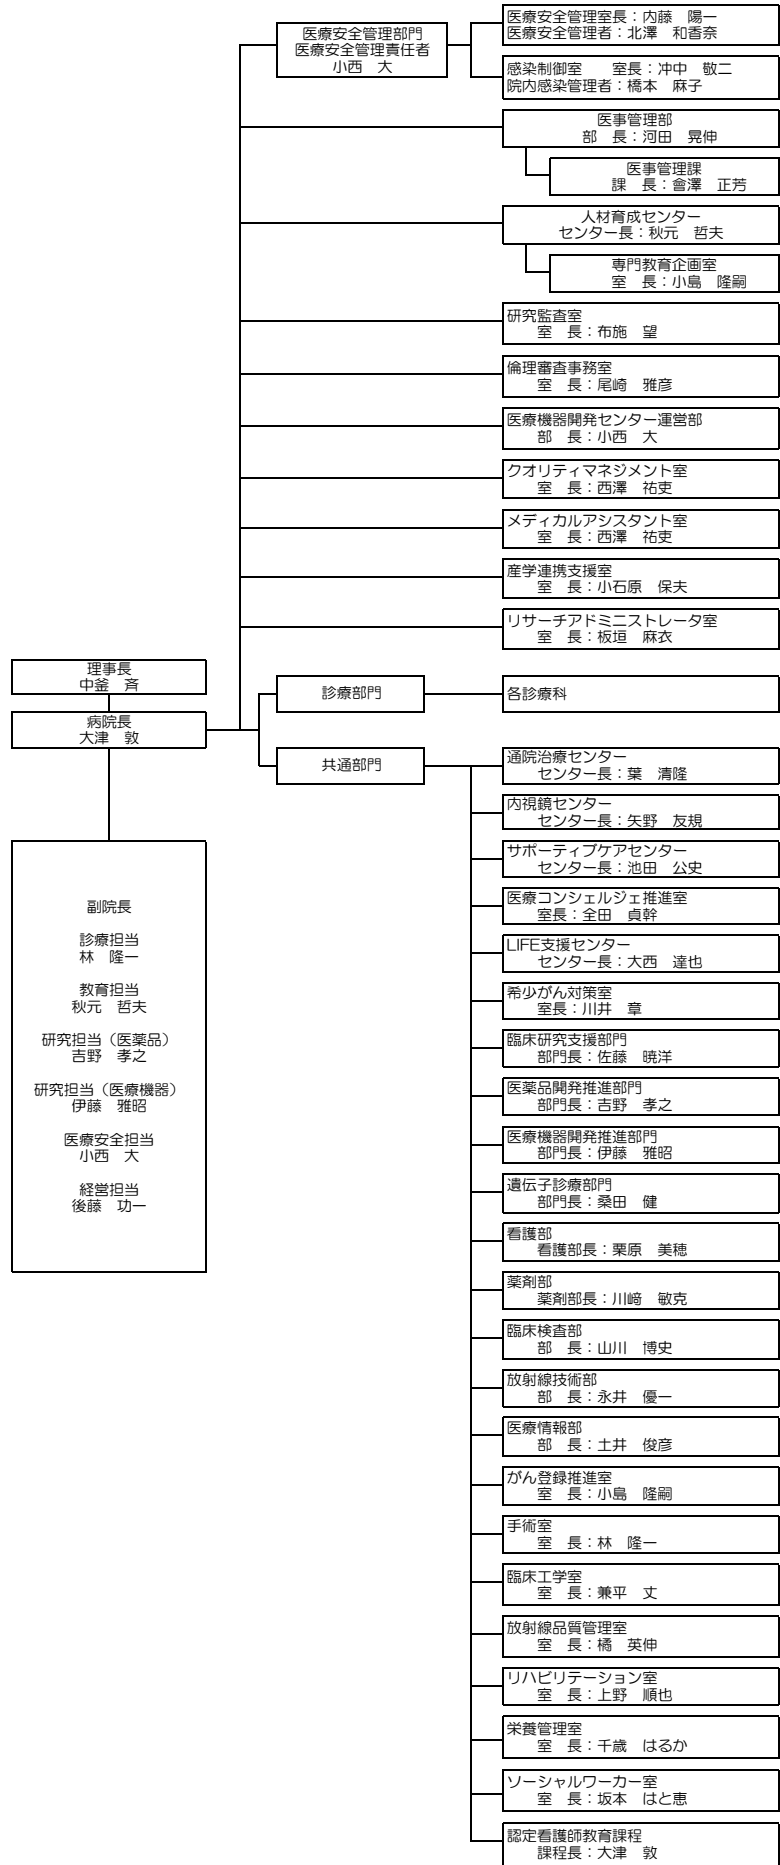 医療安全管理部門
医療安全管理責任者
小西　大
医療安全管理室長：内藤　陽一
医療安全管理者：北澤　和香奈
感染制御室　　室長：冲中　敬二
院内感染管理者：橋本　麻子
医事管理部
部　長：河田　晃伸
医事管理課
課　長：會澤　正芳
人材育成センター
センター長：秋元　哲夫
専門教育企画室
室　長：小島　隆嗣
研究監査室
室　長：布施　望
倫理審査事務室
室　長：尾崎　雅彦
医療機器開発センター運営部
部　長：小西　大
クオリティマネジメント室
室　長：西澤　祐吏
メディカルアシスタント室
室　長：西澤　祐吏
産学連携支援室
室　長：小石原　保夫
リサーチアドミニストレータ室
室　長：板垣　麻衣
理事長
中釜　斉
病院長
大津　敦
副院長
診療担当
林　隆一
教育担当
秋元　哲夫
研究担当（医薬品）
吉野　孝之
研究担当（医療機器）
伊藤　雅昭
医療安全担当
小西　大
経営担当
後藤　功一
診療部門
各診療科
共通部門
通院治療センター
センター長：葉　清隆
内視鏡センター
センター長：矢野　友規
サポーティブケアセンター
センター長：池田　公史
医療コンシェルジェ推進室
室長：全田　貞幹
LIFE支援センター
センター長：大西　達也
希少がん対策室
室長：川井　章
臨床研究支援部門
部門長：佐藤　暁洋
医薬品開発推進部門
部門長：吉野　孝之
医療機器開発推進部門
部門長：伊藤　雅昭
遺伝子診療部門
部門長：桑田　健
看護部
看護部長：栗原　美穂
薬剤部
薬剤部長：川﨑　敏克
臨床検査部
部　長：山川　博史
放射線技術部
部　長：永井　優一
医療情報部
部　長：土井　俊彦
がん登録推進室
室　長：小島　隆嗣
手術室
室　長：林　隆一
臨床工学室
室　長：兼平　丈
放射線品質管理室
室　長：橘　英伸
リハビリテーション室
室　長：上野　順也
栄養管理室
室　長：千歳　はるか
ソーシャルワーカー室
室　長：坂本　はと恵
認定看護師教育課程
課程長：大津　敦